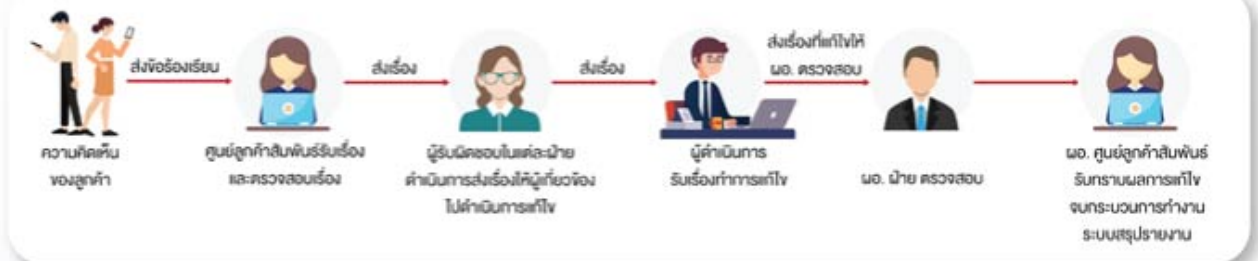 ส่งข้อร้องเรียน
ส่งเรื่อง
ส่งเรื่อง
ส่งเรื่องที่แก้ไขให้
ผอ. ตรวจสอบ
ความคิดเห็น
ของลูกค้า
ศูนย์ลูกค้าสัมพันธ์รับเรื่อง
และตรวจสอบเรื่อง
ผู้รับผิดชอบในแต่ละฝ่าย
ดำเนินการส่งเรื่องให้ผู้เกี่ยวข้อง
ไปดำเนินการแก้ไข
ผู้ดำเนินการ
รับเรื่องทำการแก้ไข
ผอ. ฝ่าย ตรวจสอบ
ผอ. ศูนย์ลูกค้าสัมพันธ์
รับทราบผลการแก้ไข
จบกระบวนการทำงาน
ระบบสรุปรายงาน